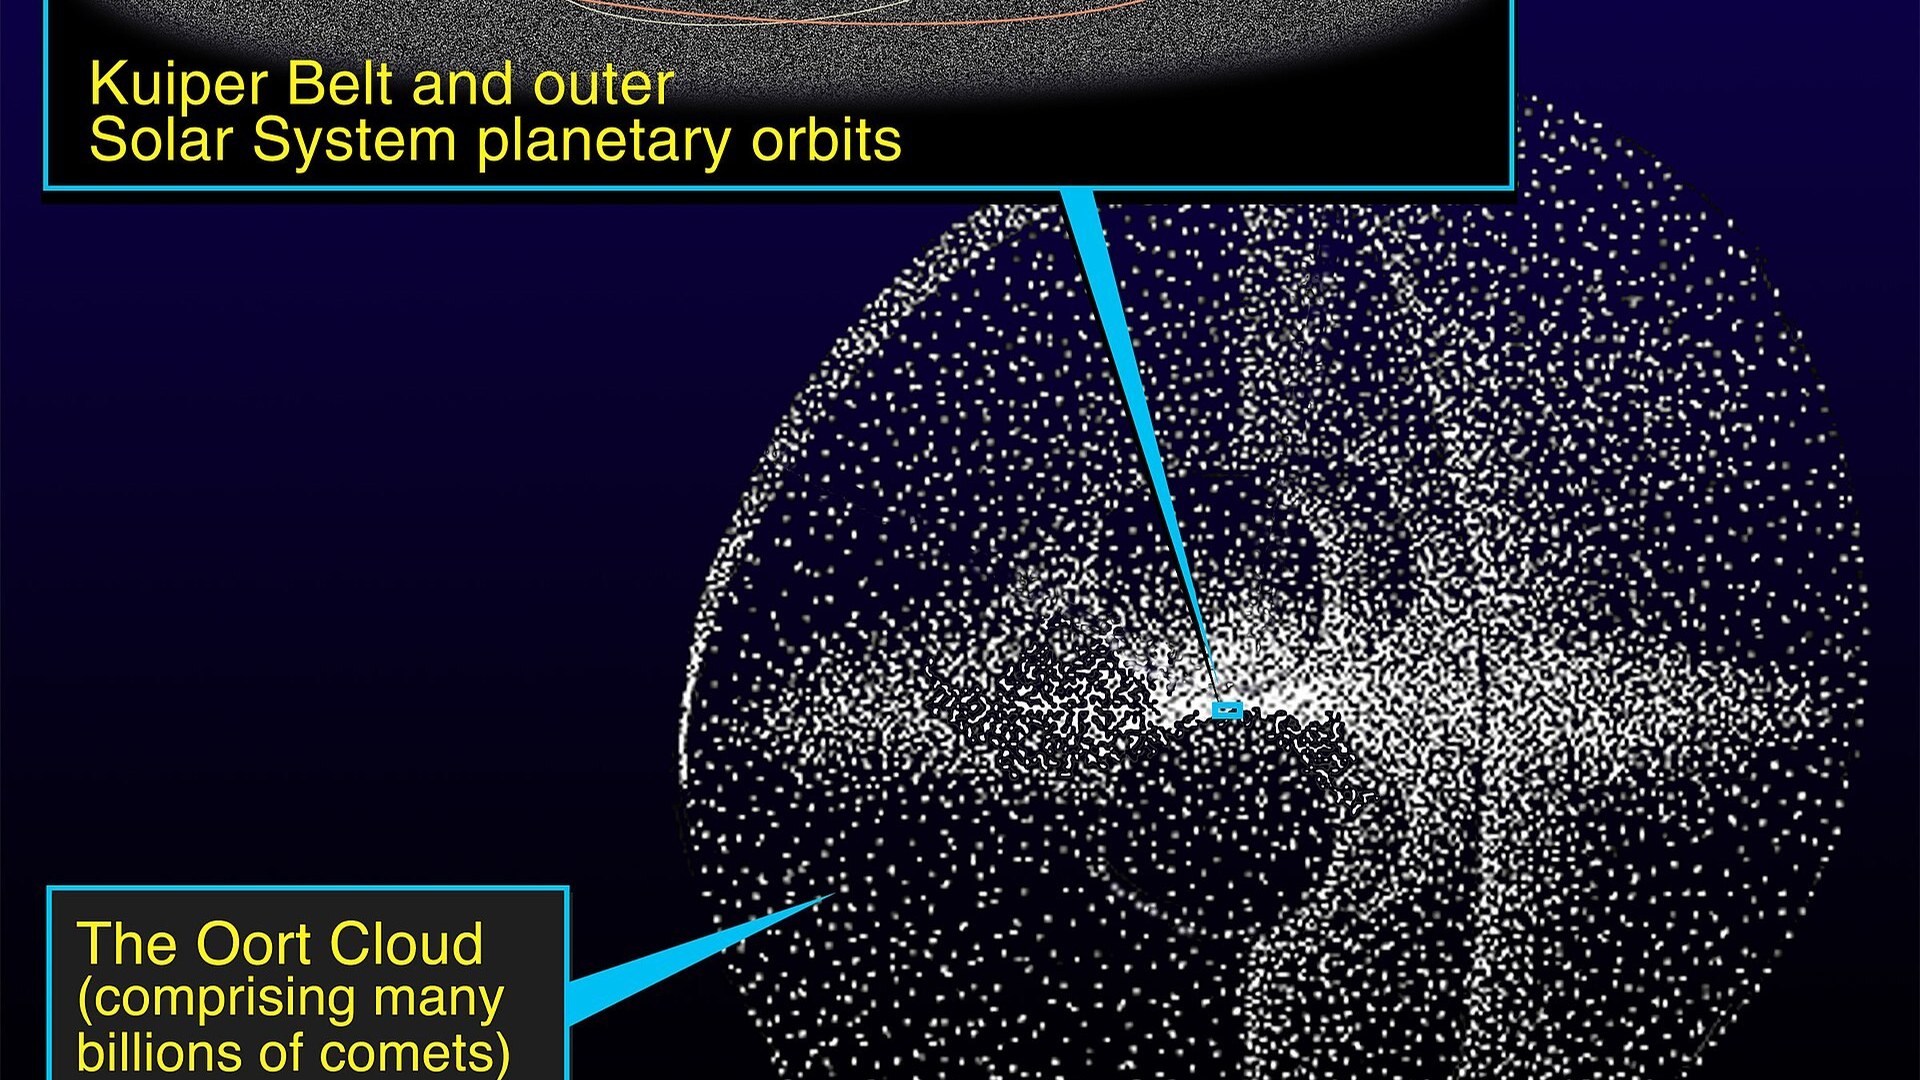 Kuiper Belt and outer
Solar System planetary orbits
The Oort Cloud
(comprising many
billions of comets)